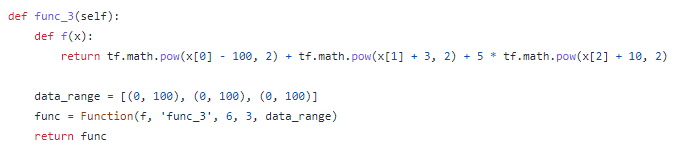 def func_3(self):
    def f(x):
        return tf.math.pow(x[0] - 100, 2) + tf.math.pow(x[1] + 3, 2) + 5 * tf.math.pow(x[2] + 10, 2)

    data_range = [(0, 100), (0, 100), (0, 100)]
    func = Function(f, 'func_3', 6, 3, data_range)
    return func